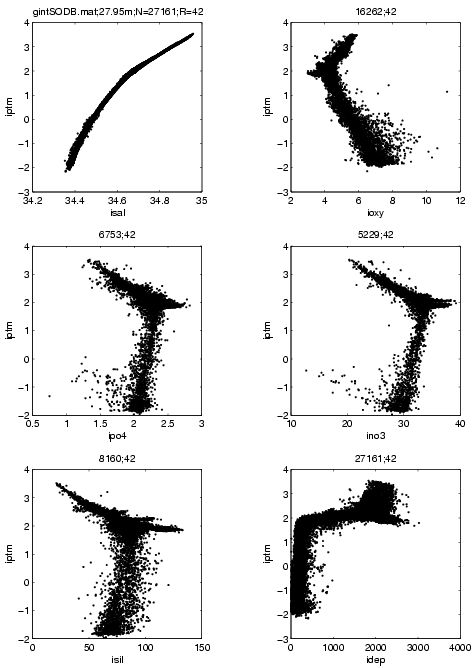 gintSODB.mat;27.95m;N=27161;R=42
16262;42
4
3
2
1
0
−1
−2
−3
iptm
34.2 34.4 34.6 34.8 35
isal
4
3
2
1
0
−1
−2
−3
iptm
2 4 6 8 10 12
ioxy
6753;42
5229;42
4
3
2
1
0
−1
−2
iptm
0.5 1 1.5 2 2.5 3
ipo4
4
3
2
1
0
−1
−2
iptm
10 20 30 40
ino3
8160;42
27161;42
4
3
2
1
0
−1
−2
iptm
0 50 100 150
isil
4
3
2
1
0
−1
−2
−3
iptm
0 1000 2000 3000 4000
idep